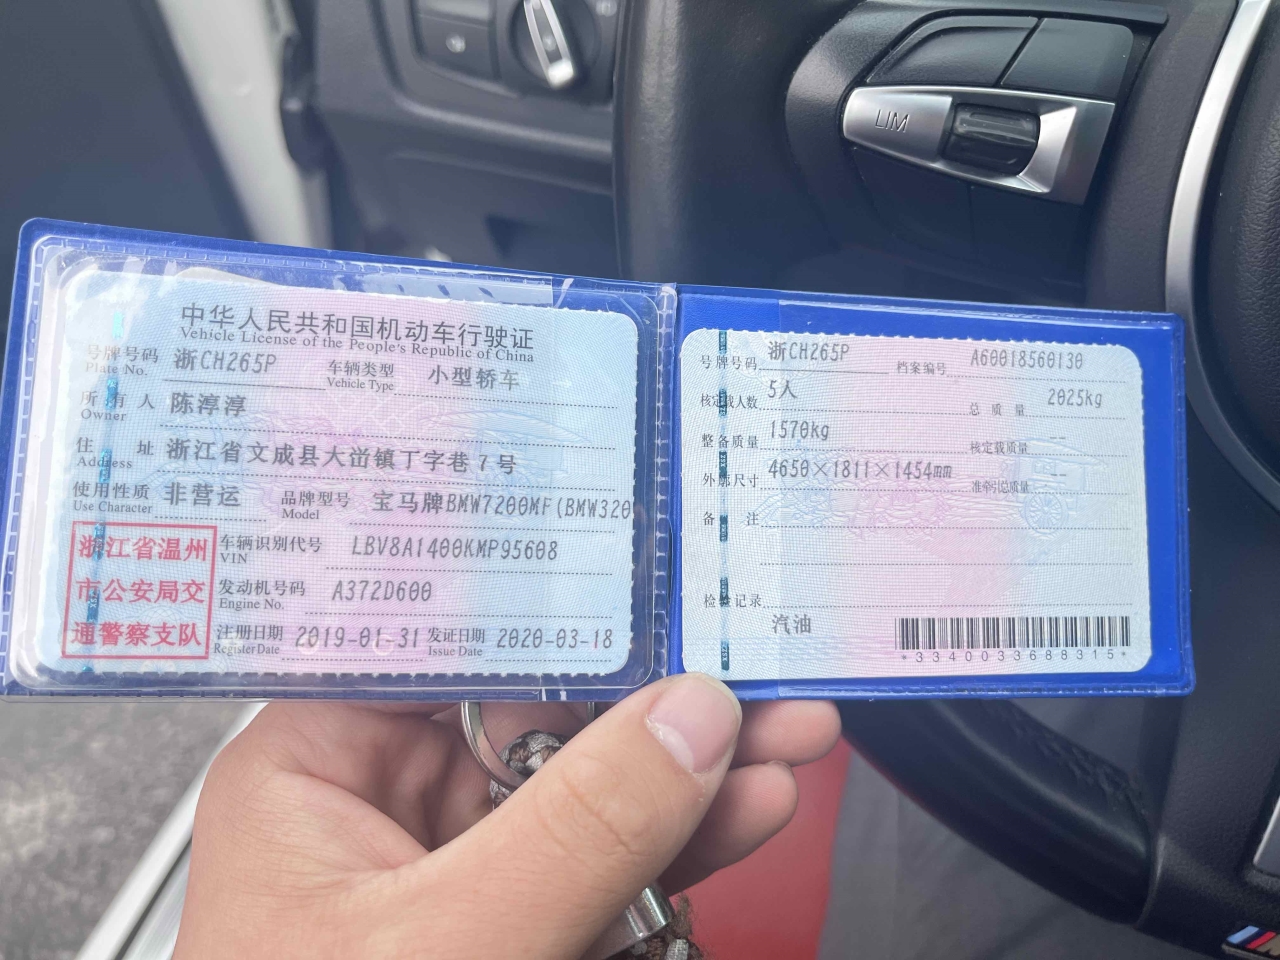 LIM
中华人民共和国机动车行驶证
Vehicle License of the People's Republic of China
号牌号码 浙CH265P 车辆类型 小型轿车
Plate No. Vehicle Type
所有人 陈淳淳
Owner
住址 浙江省文成县大峃镇丁字巷7号
Address
使用性质 非营运 品牌型号 宝马牌BMW7200MF(BMW320
Use Character Model
浙江省温州
市公安局交
通警察支队
车辆识别代号 LBV8A1400KMP95608
VIN
发动机号码 A372D600
Engine No.
注册日期 2019-01-31 发证日期 2020-03-18
Register Date Issue Date
号牌号码 浙CH265P 档案编号 A60018560130
核定载人数 5人 总质量 2025kg
整备质量 1570kg 核定载质量 --
外廓尺寸 4650×1811×1454mm 准牵引总质量 --
备注
检验记录
汽油
*3340033688315*